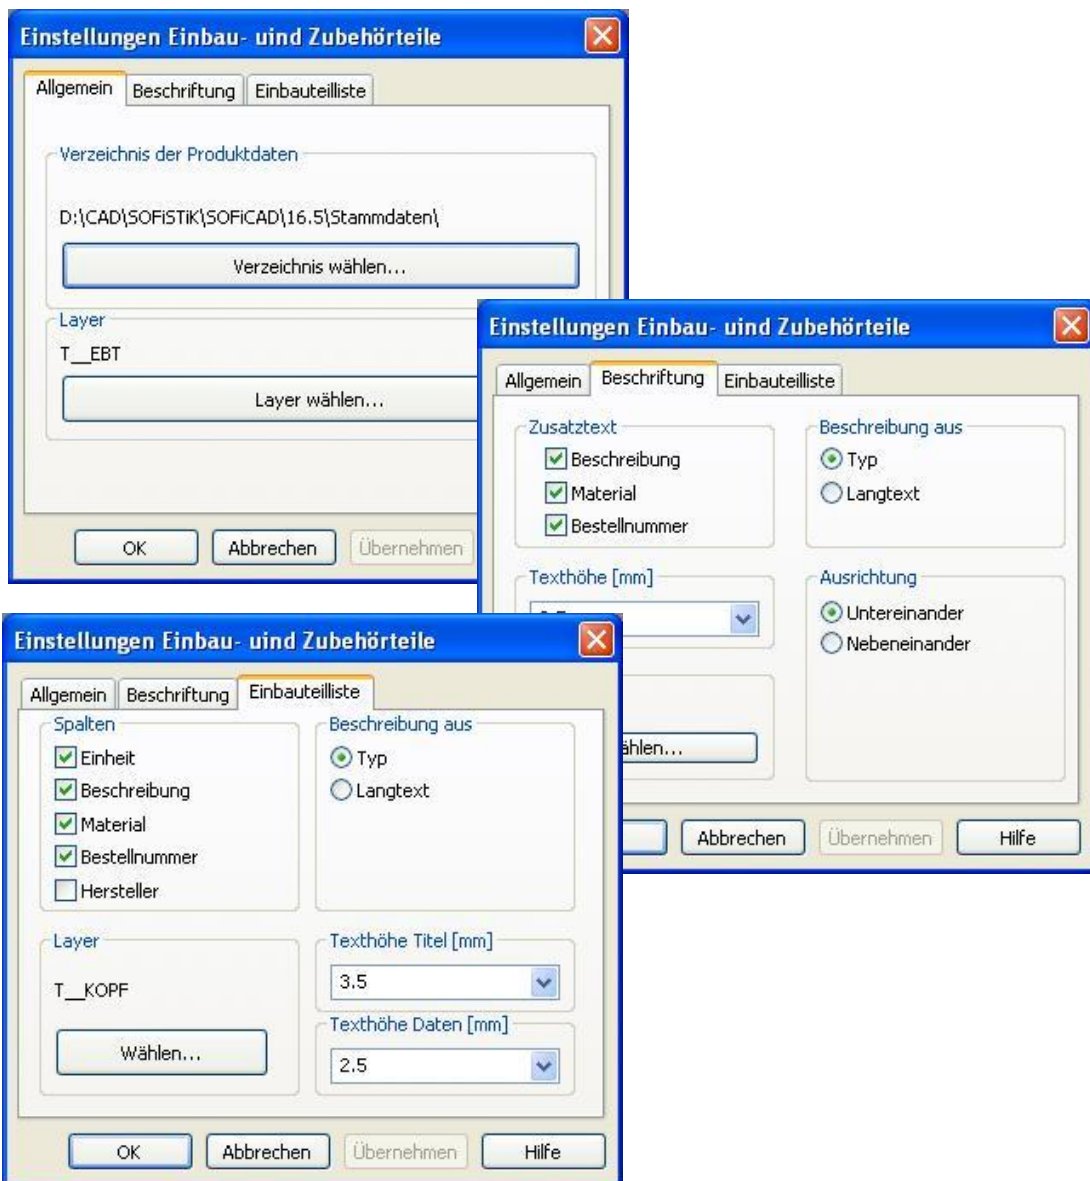 Einstellungen Einbau- uind Zubehörteile
Allgemein Beschriftung Einbauteilliste
Verzeichnis der Produktdaten
D:\CAD\SOFiSTiK\SOFiCAD\16.5\Stammdaten\
Verzeichnis wählen...
Layer
T__EBT
Layer wählen...
OK Abbrechen Übernehmen
Einstellungen Einbau- uind Zubehörteile
Allgemein Beschriftung Einbauteilliste
Zusatztext Beschreibung aus
Beschreibung Typ
Material Langtext
Bestellnummer
Texthöhe [mm] Ausrichtung
Untereinander
Nebeneinander
ählen...
Abbrechen Übernehmen Hilfe
Einstellungen Einbau- uind Zubehörteile
Allgemein Beschriftung Einbauteilliste
Spalten Beschreibung aus
Einheit Typ
Beschreibung Langtext
Material
Bestellnummer
Hersteller
Layer Texthöhe Titel [mm]
T__KOPF 3.5
Texthöhe Daten [mm]
Wählen... 2.5
OK Abbrechen Übernehmen Hilfe